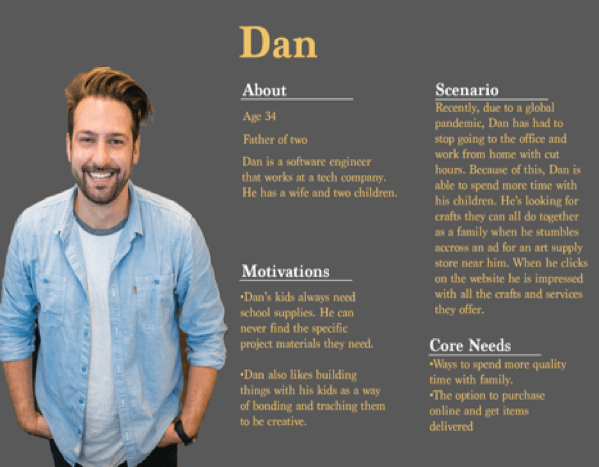 Dan
About
Age 34
Father of two
Dan is a software engineer
that works at a tech company.
He has a wife and two children.
Motivations
•Dan's kids always need
school supplies. He can
never find the specific
project materials they need.
•Dan also likes building
things with his kids as a way
of bonding and traching them
to be creative.
Scenario
Recently, due to a global
pandemic, Dan has had to
stop going to the office and
work from home with cut
hours. Because of this, Dan is
able to spend more time with
his children. He's looking for
crafts they can all do together
as a family when he stumbles
accross an ad for an art supply
store near him. When he clicks
on the website he is impressed
with all the crafts and services
they offer.
Core Needs
•Ways to spend more quality
time with family.
•The option to purchase
online and get items
delivered